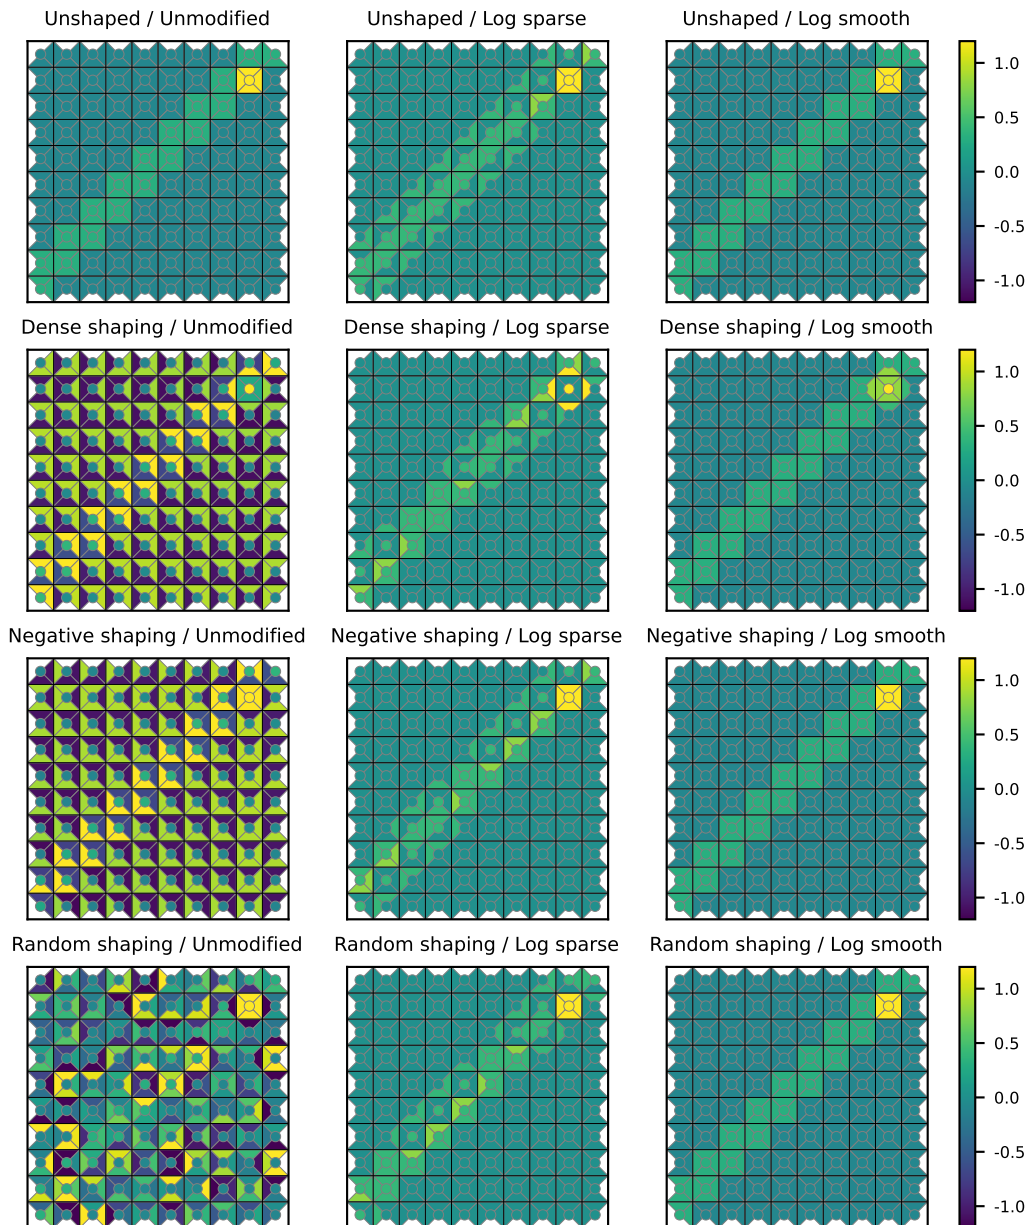 Unshaped / Unmodified
Unshaped / Log sparse
Unshaped / Log smooth
1.0
0.5
0.0
-0.5
-1.0
Dense shaping / Unmodified
Dense shaping / Log sparse
Dense shaping / Log smooth
1.0
0.5
0.0
-0.5
-1.0
Negative shaping / Unmodified
Negative shaping / Log sparse
Negative shaping / Log smooth
1.0
0.5
0.0
-0.5
-1.0
Random shaping / Unmodified
Random shaping / Log sparse
Random shaping / Log smooth
1.0
0.5
0.0
-0.5
-1.0